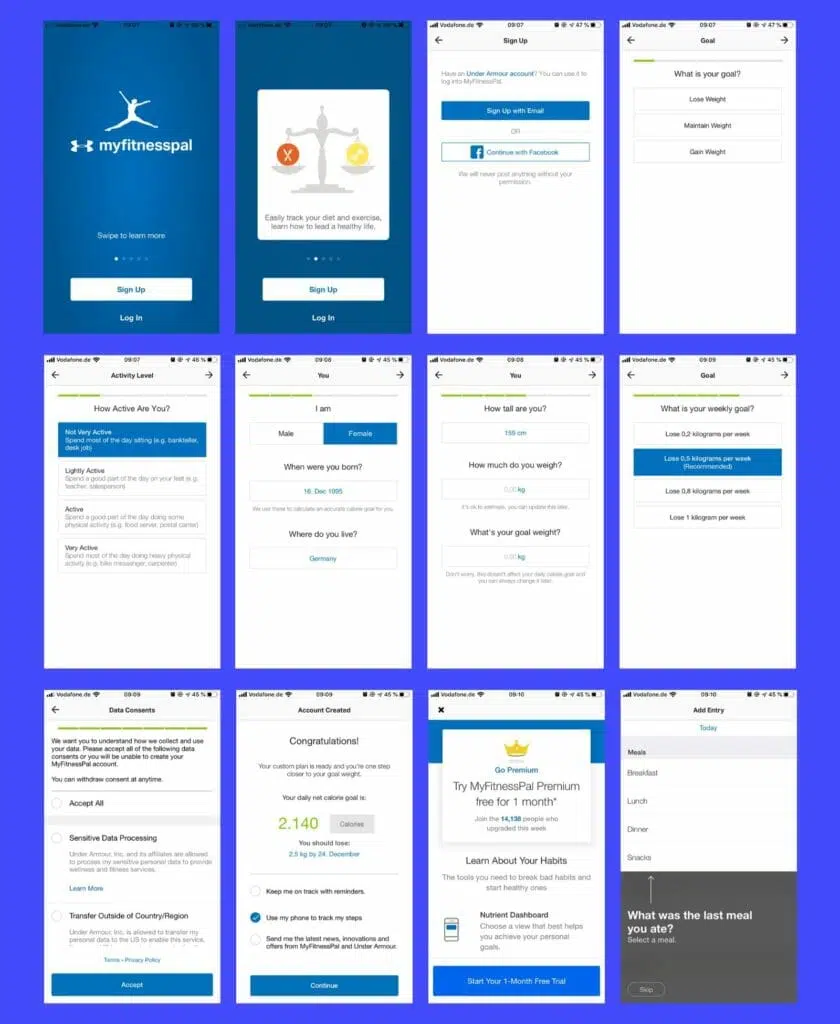 Vodafone.de 09:07
myfitnesspal
Swipe to learn more
Sign Up
Log In
Vodafone.de 09:07
X
Easily track your diet and exercise,
learn how to lead a healthy life.
Sign Up
Log In
Vodafone.de 09:07 47 %
Sign Up
Have an Under Armour account? You can use it to
log into MyFitnessPal.
Sign Up with Email
OR
Continue with Facebook
We will never post anything without your
permission.
Vodafone.de 09:07 47 %
Goal
What is your goal?
Lose Weight
Maintain Weight
Gain Weight
Vodafone.de 09:07 45 %
Activity Level
How Active Are You?
Not Very Active
Spend most of the day sitting (e.g. bankteller,
desk job)
Lightly Active
Spend a good part of the day on your feet (e.g.
teacher, salesperson)
Active
Spend a good part of the day doing some
physical activity (e.g. food server, postal carrier)
Very Active
Spend most of the day doing heavy physical
activity (e.g. bike messenger, carpenter)
Vodafone.de 09:08 45 %
You
I am
Male
Female
When were you born?
16. Dec 1995
We use these to calculate an accurate calorie goal for you.
Where do you live?
Germany
Vodafone.de 09:08 45 %
You
How tall are you?
159 cm
How much do you weigh?
kg
It's ok to estimate, you can update this later.
What's your goal weight?
kg
Don't worry, this doesn't affect your daily calorie goal and
you can always change it later.
Vodafone.de 09:09 45 %
Goal
What is your weekly goal?
Lose 0,2 kilograms per week
Lose 0,5 kilograms per week
(Recommended)
Lose 0,8 kilograms per week
Lose 1 kilogram per week
Vodafone.de 09:09 45 %
Data Consents
We want you to understand how we collect and use
your data. Please accept all of the following data
consents or you will be unable to create your
MyFitnessPal account.
You can withdraw consent at anytime.
Accept All
Sensitive Data Processing
Under Armour, Inc. and its affiliates are allowed
to process my sensitive personal data to provide
wellness and fitness services.
Learn More
Transfer Outside of Country/Region
Under Armour, Inc. is allowed to transfer my
personal data to the US to enable this service.
Terms • Privacy Policy
Accept
Vodafone.de 09:09 45 %
Account Created
Congratulations!
Your custom plan is ready and you're one step
closer to your goal weight.
Your daily net calorie goal is:
2.140 Calories
You should lose:
2,5 kg by 24. December
Keep me on track with reminders.
Use my phone to track my steps
Send me the latest news, innovations and
offers from MyFitnessPal and Under Armour.
Continue
Vodafone.de 09:10 45 %
Go Premium
Try MyFitnessPal Premium
free for 1 month*
Join the 14,138 people who
upgraded this week
Learn About Your Habits
The tools you need to break bad habits and
start healthy ones
Nutrient Dashboard
Choose a view that best helps
you achieve your personal
goals.
Start Your 1-Month Free Trial
Vodafone.de 09:10 45 %
Add Entry
Today
Meals
Breakfast
Lunch
Dinner
Snacks
What was the last meal
you ate?
Select a meal.
Skip